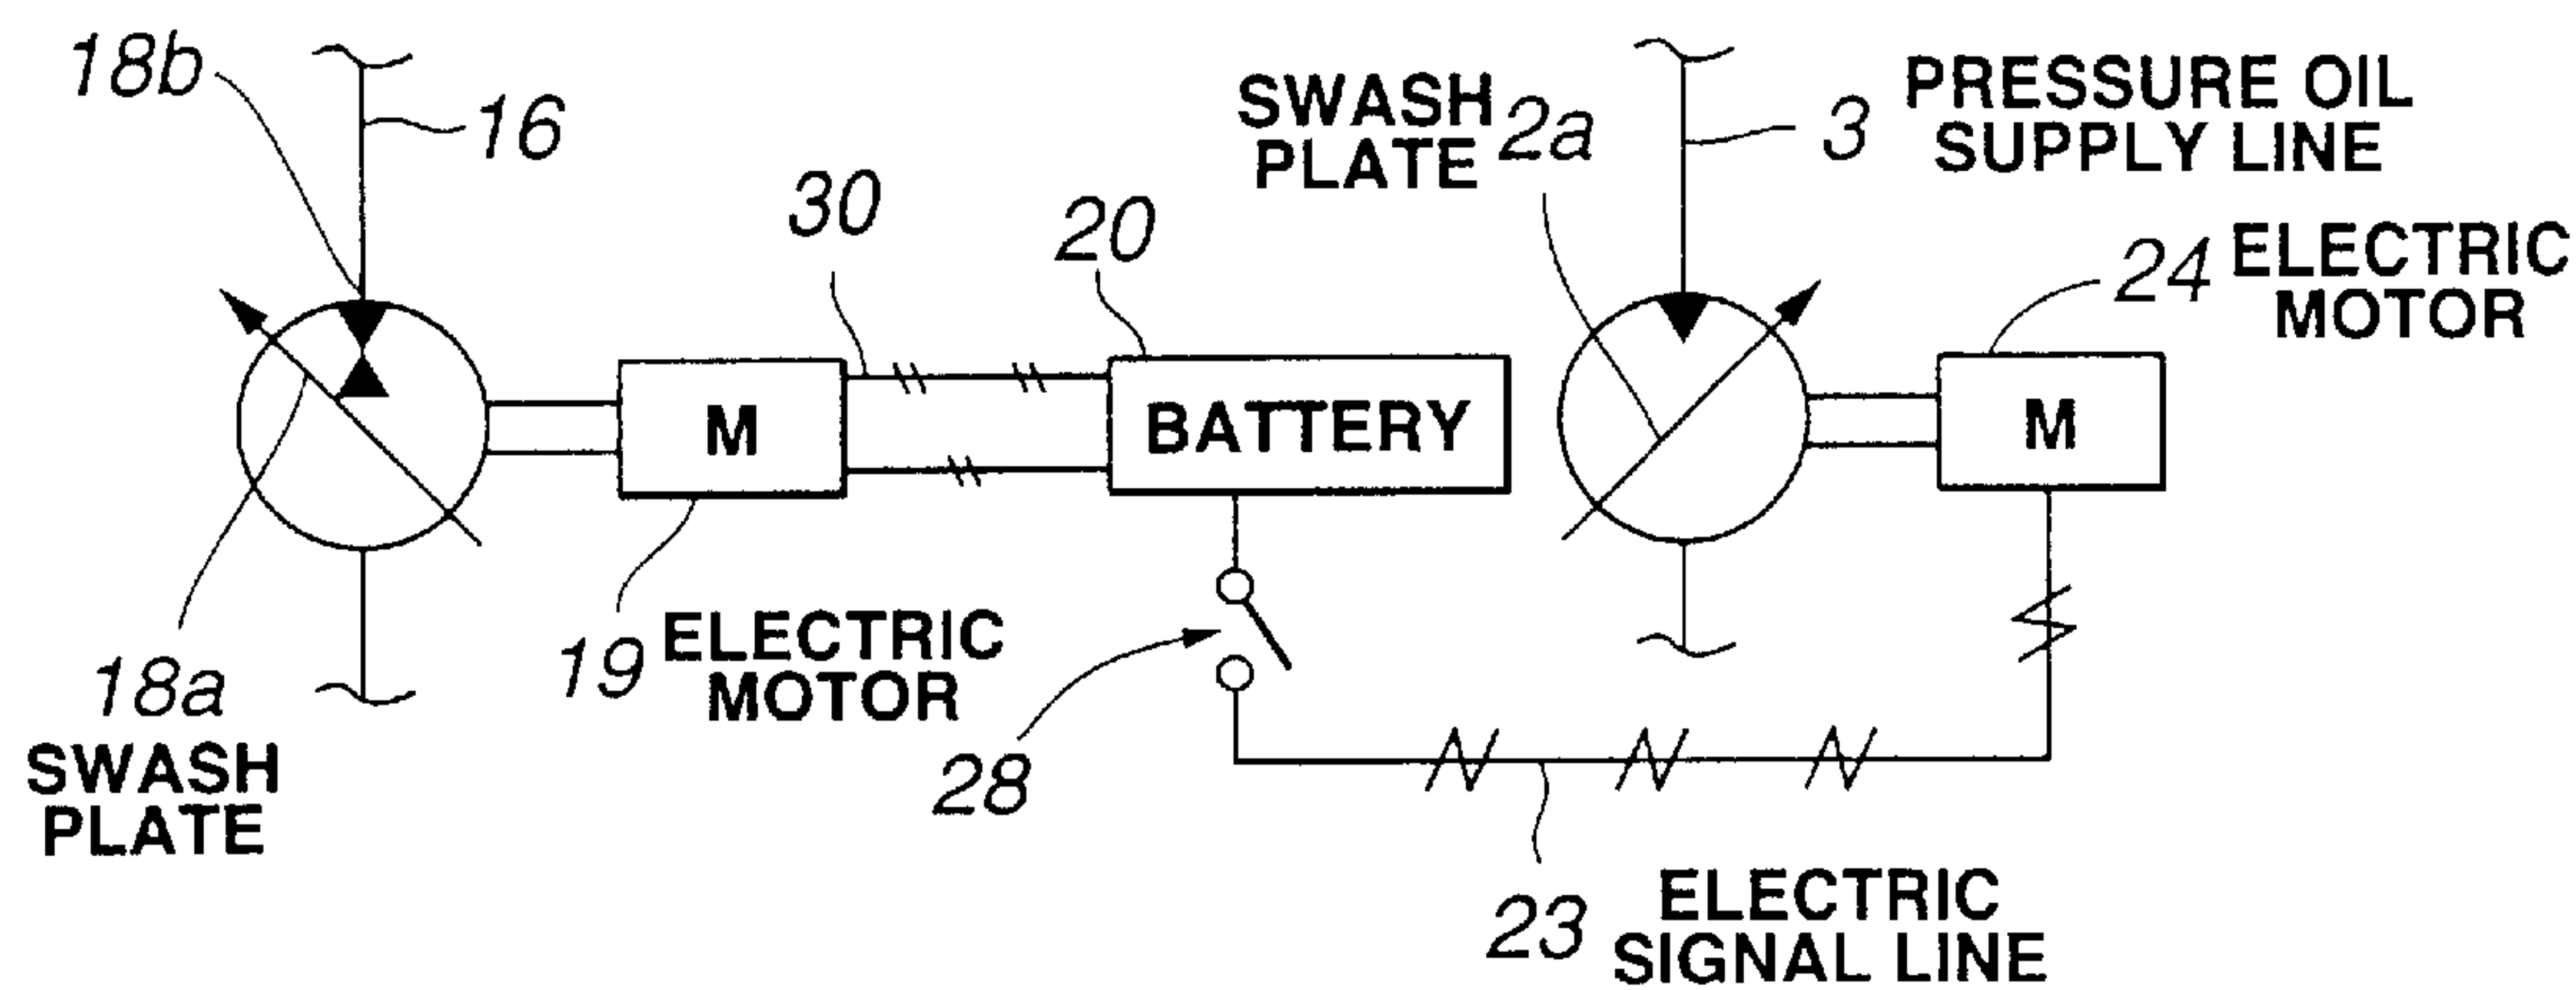 18b
16
SWASH
PLATE
2a
3
PRESSURE OIL
SUPPLY LINE
30
20
24
ELECTRIC
MOTOR
M
BATTERY
M
18a
SWASH
PLATE
19
ELECTRIC
MOTOR
28
23
ELECTRIC
SIGNAL LINE